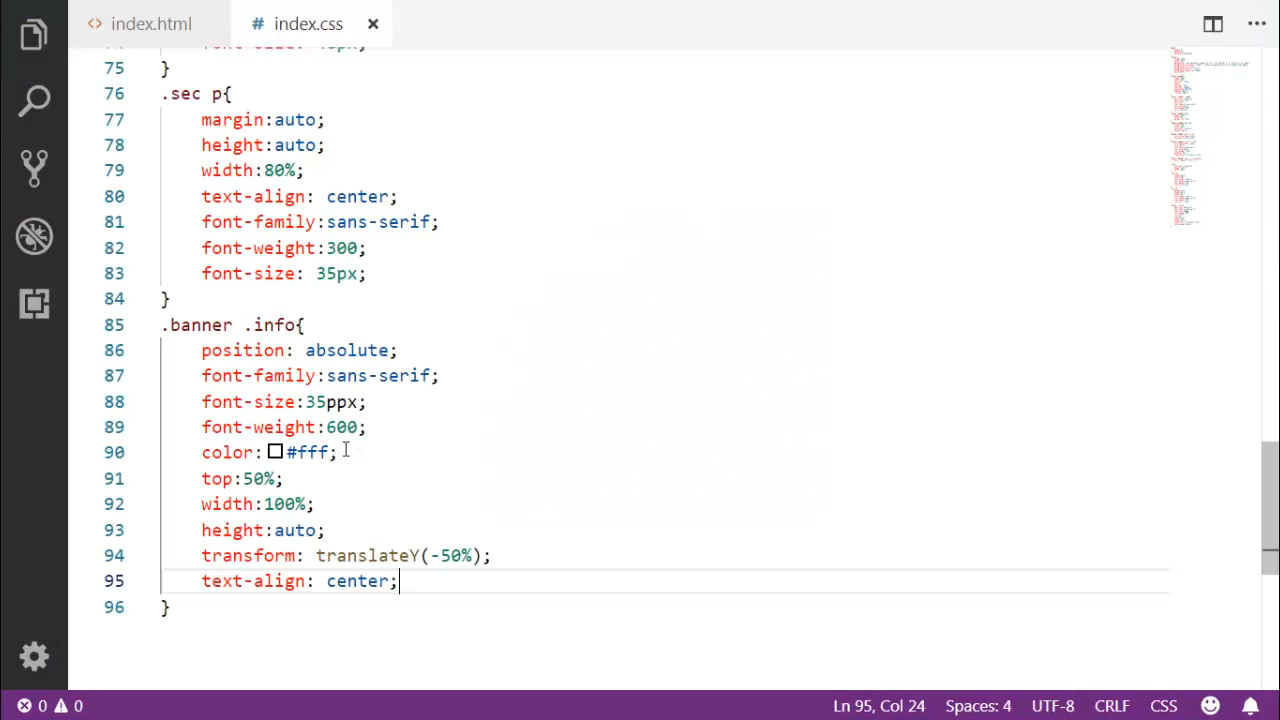 index.html
index.css
75 }
76 .sec p{
77 margin:auto;
78 height:auto;
79 width:80%;
80 text-align: center;
81 font-family:sans-serif;
82 font-weight:300;
83 font-size: 35px;
84 }
85 .banner .info{
86 position: absolute;
87 font-family:sans-serif;
88 font-size:35ppx;
89 font-weight:600;
90 color: #fff;
91 top:50%;
92 width:100%;
93 height:auto;
94 transform: translateY(-50%);
95 text-align: center;
96 }
0 0 Ln 95, Col 24 Spaces: 4 UTF-8 CRLF CSS